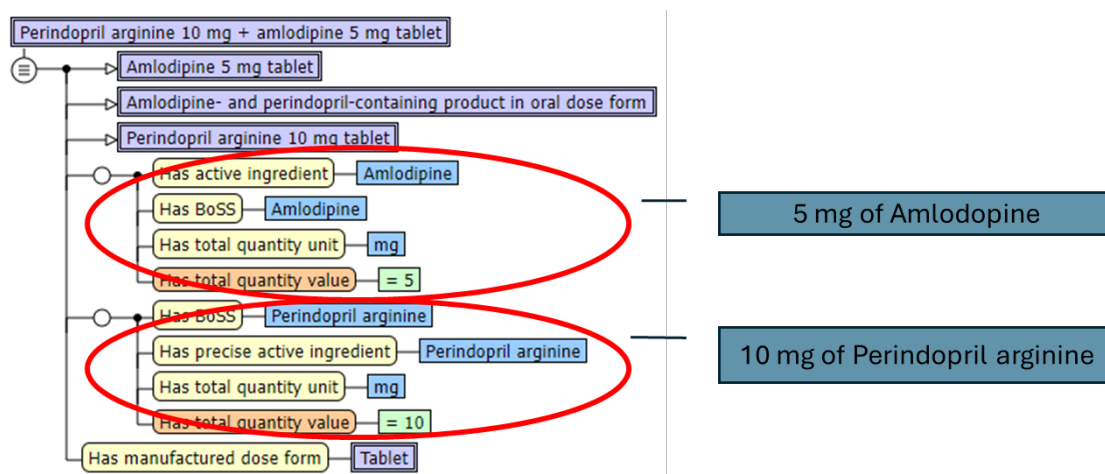 Perindopril arginine 10 mg + amlodipine 5 mg tablet
Amlodipine 5 mg tablet
Amlodipine- and perindopril-containing product in oral dose form
Perindopril arginine 10 mg tablet
Has active ingredient Amlodipine
Has BoSS Amlodipine
5 mg of Amlodopine
Has total quantity unit mg
Has total quantity value = 5
Has BoSS Perindopril arginine
Has precise active ingredient Perindopril arginine
10 mg of Perindopril arginine
Has total quantity unit mg
Has total quantity value = 10
Has manufactured dose form Tablet